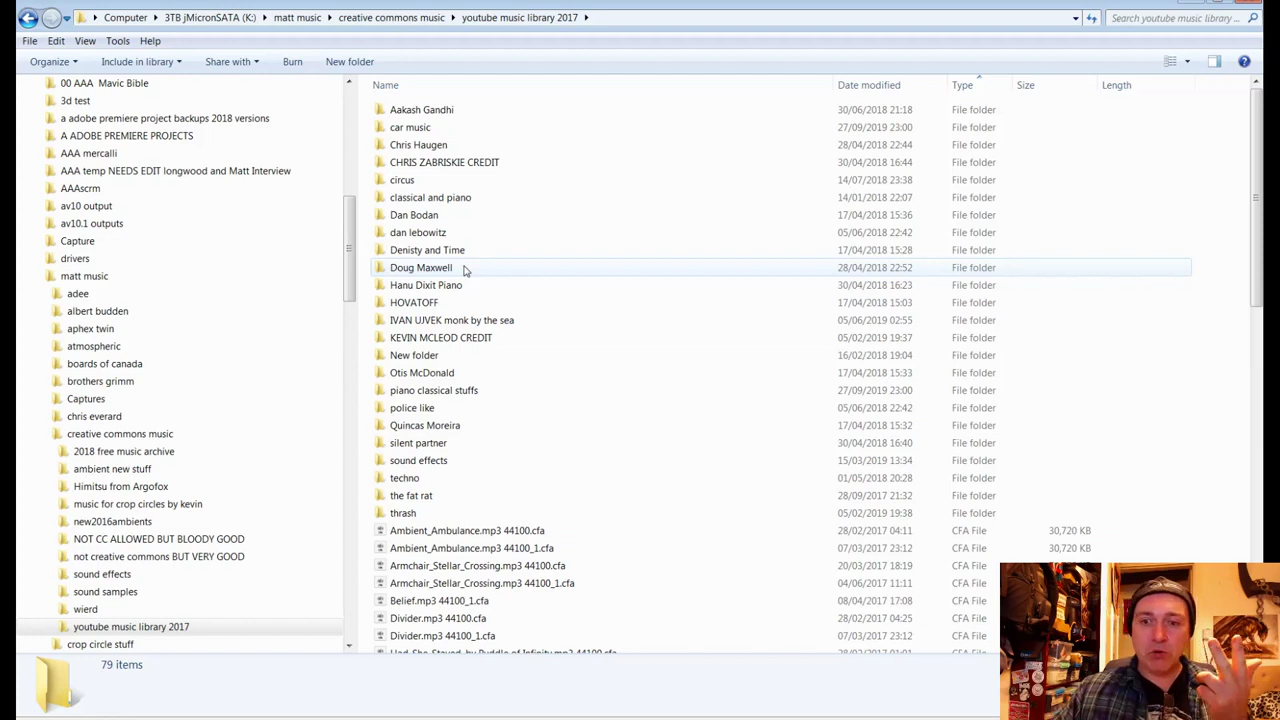 Computer ▸ 3TB jMicronSATA (K:) ▸ matt music ▸ creative commons music ▸ youtube music library 2017 ▸
Search youtube music library ...
File Edit View Tools Help
Organize Include in library Share with Burn New folder
00 AAA Mavic Bible
3d test
a adobe premiere project backups 2018 versions
A ADOBE PREMIERE PROJECTS
AAA mercalli
AAA temp NEEDS EDIT longwood and Matt Interview
AAAscrm
av10 output
av10.1 outputs
Capture
drivers
matt music
adee
albert budden
aphex twin
atmospheric
boards of canada
brothers grimm
Captures
chris everard
creative commons music
2018 free music archive
ambient new stuff
Himitsu from Argofox
music for crop circles by kevin
new2016ambients
NOT CC ALLOWED BUT BLOODY GOOD
not creative commons BUT VERY GOOD
sound effects
sound samples
wierd
youtube music library 2017
crop circle stuff
Name Date modified Type Size Length
Aakash Gandhi 30/06/2018 21:18 File folder
car music 27/09/2019 23:00 File folder
Chris Haugen 28/04/2018 22:44 File folder
CHRIS ZABRISKIE CREDIT 30/04/2018 16:44 File folder
circus 14/07/2018 23:38 File folder
classical and piano 14/01/2018 22:07 File folder
Dan Bodan 17/04/2018 15:36 File folder
dan lebowitz 05/06/2018 22:42 File folder
Denisty and Time 17/04/2018 15:28 File folder
Doug Maxwell 28/04/2018 22:52 File folder
Hanu Dixit Piano 30/04/2018 16:23 File folder
HOVATOFF 17/04/2018 15:03 File folder
IVAN UJVEK monk by the sea 05/06/2019 02:55 File folder
KEVIN MCLEOD CREDIT 05/02/2019 19:37 File folder
New folder 16/02/2018 19:04 File folder
Otis McDonald 17/04/2018 15:33 File folder
piano classical stuffs 27/09/2019 23:00 File folder
police like 05/06/2018 22:42 File folder
Quincas Moreira 17/04/2018 15:32 File folder
silent partner 30/04/2018 16:40 File folder
sound effects 15/03/2019 13:34 File folder
techno 01/05/2018 20:28 File folder
the fat rat 28/09/2017 21:32 File folder
thrash 05/02/2019 19:38 File folder
Ambient_Ambulance.mp3 44100.cfa 28/02/2017 04:11 CFA File 30,720 KB
Ambient_Ambulance.mp3 44100_1.cfa 07/03/2017 23:12 CFA File 30,720 KB
Armchair_Stellar_Crossing.mp3 44100.cfa 20/03/2017 18:19 CFA File
Armchair_Stellar_Crossing.mp3 44100_1.cfa 04/06/2017 11:11 CFA File
Belief.mp3 44100_1.cfa 08/04/2017 17:08 CFA File
Divider.mp3 44100.cfa 28/02/2017 04:25 CFA File
Divider.mp3 44100_1.cfa 07/03/2017 23:12 CFA File
79 items